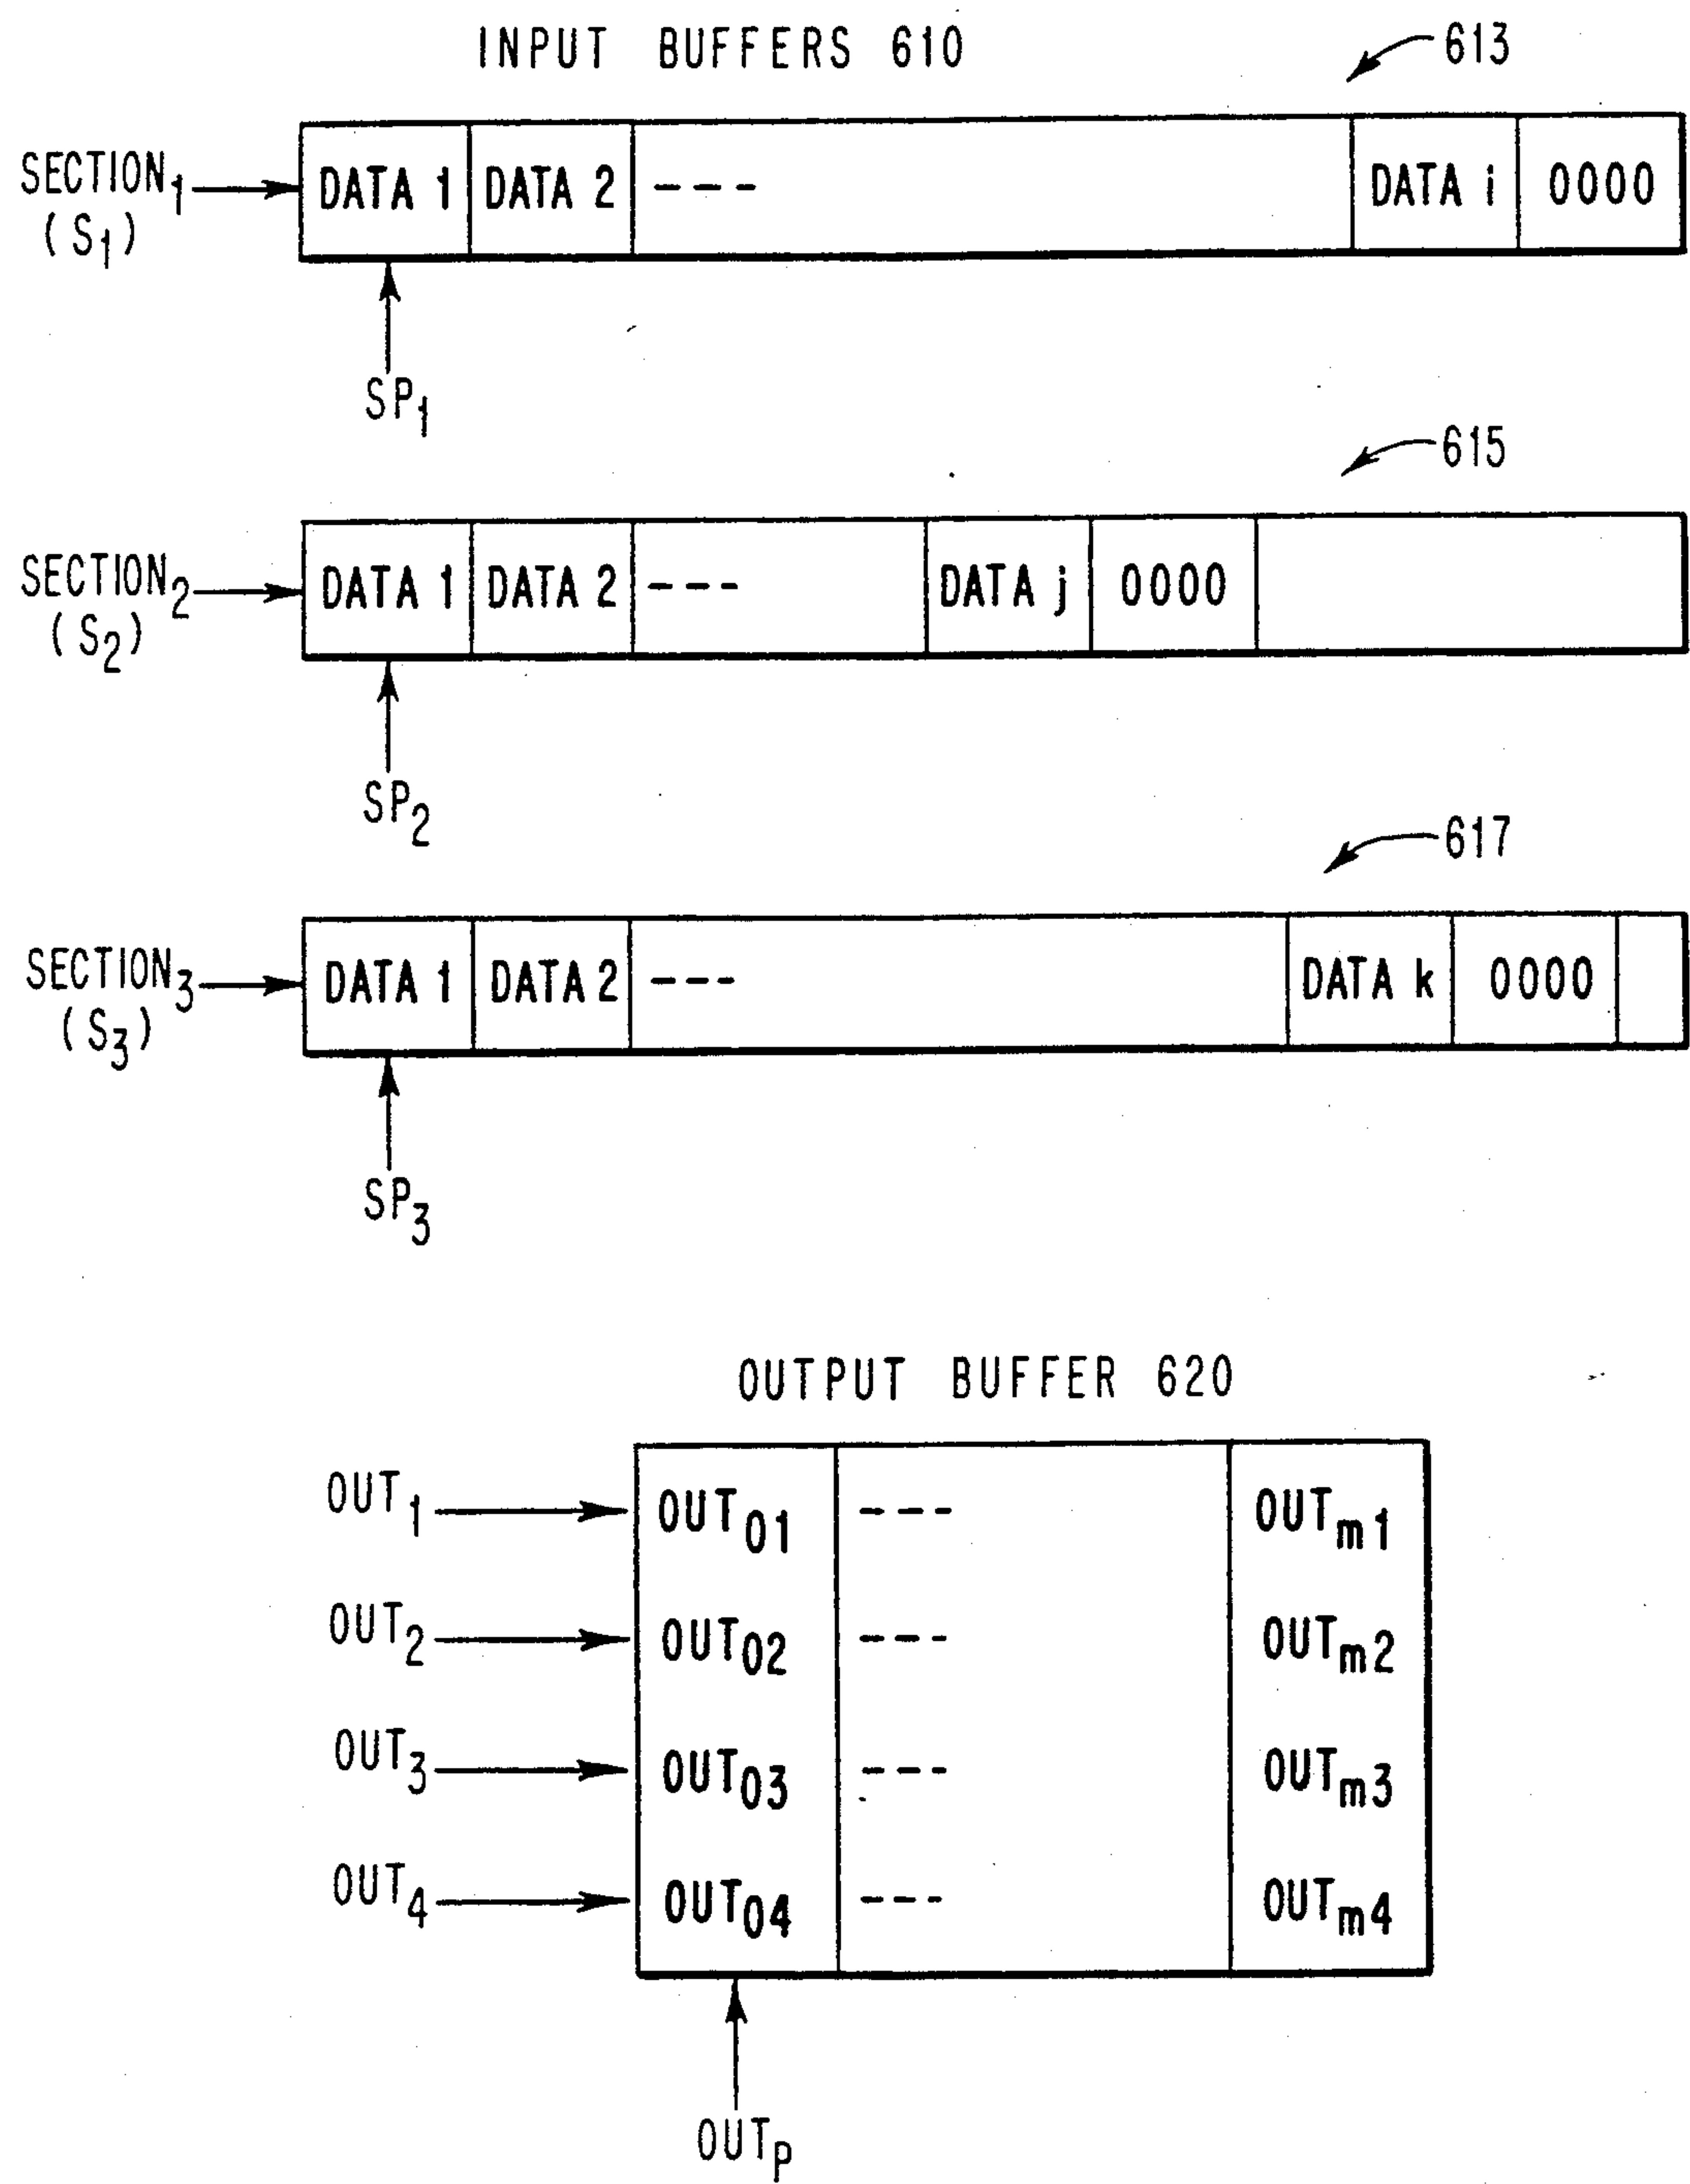 INPUT BUFFERS 610
613
SECTION₁
(S₁)
DATA 1 DATA 2 --- DATA i 0000
SP₁
615
SECTION₂
(S₂)
DATA 1 DATA 2 --- DATA j 0000
SP₂
617
SECTION₃
(S₃)
DATA 1 DATA 2 --- DATA k 0000
SP₃
OUTPUT BUFFER 620
OUT₁ OUT₀₁ --- OUTₘ₁
OUT₂ OUT₀₂ --- OUTₘ₂
OUT₃ OUT₀₃ --- OUTₘ₃
OUT₄ OUT₀₄ --- OUTₘ₄
OUTₚ